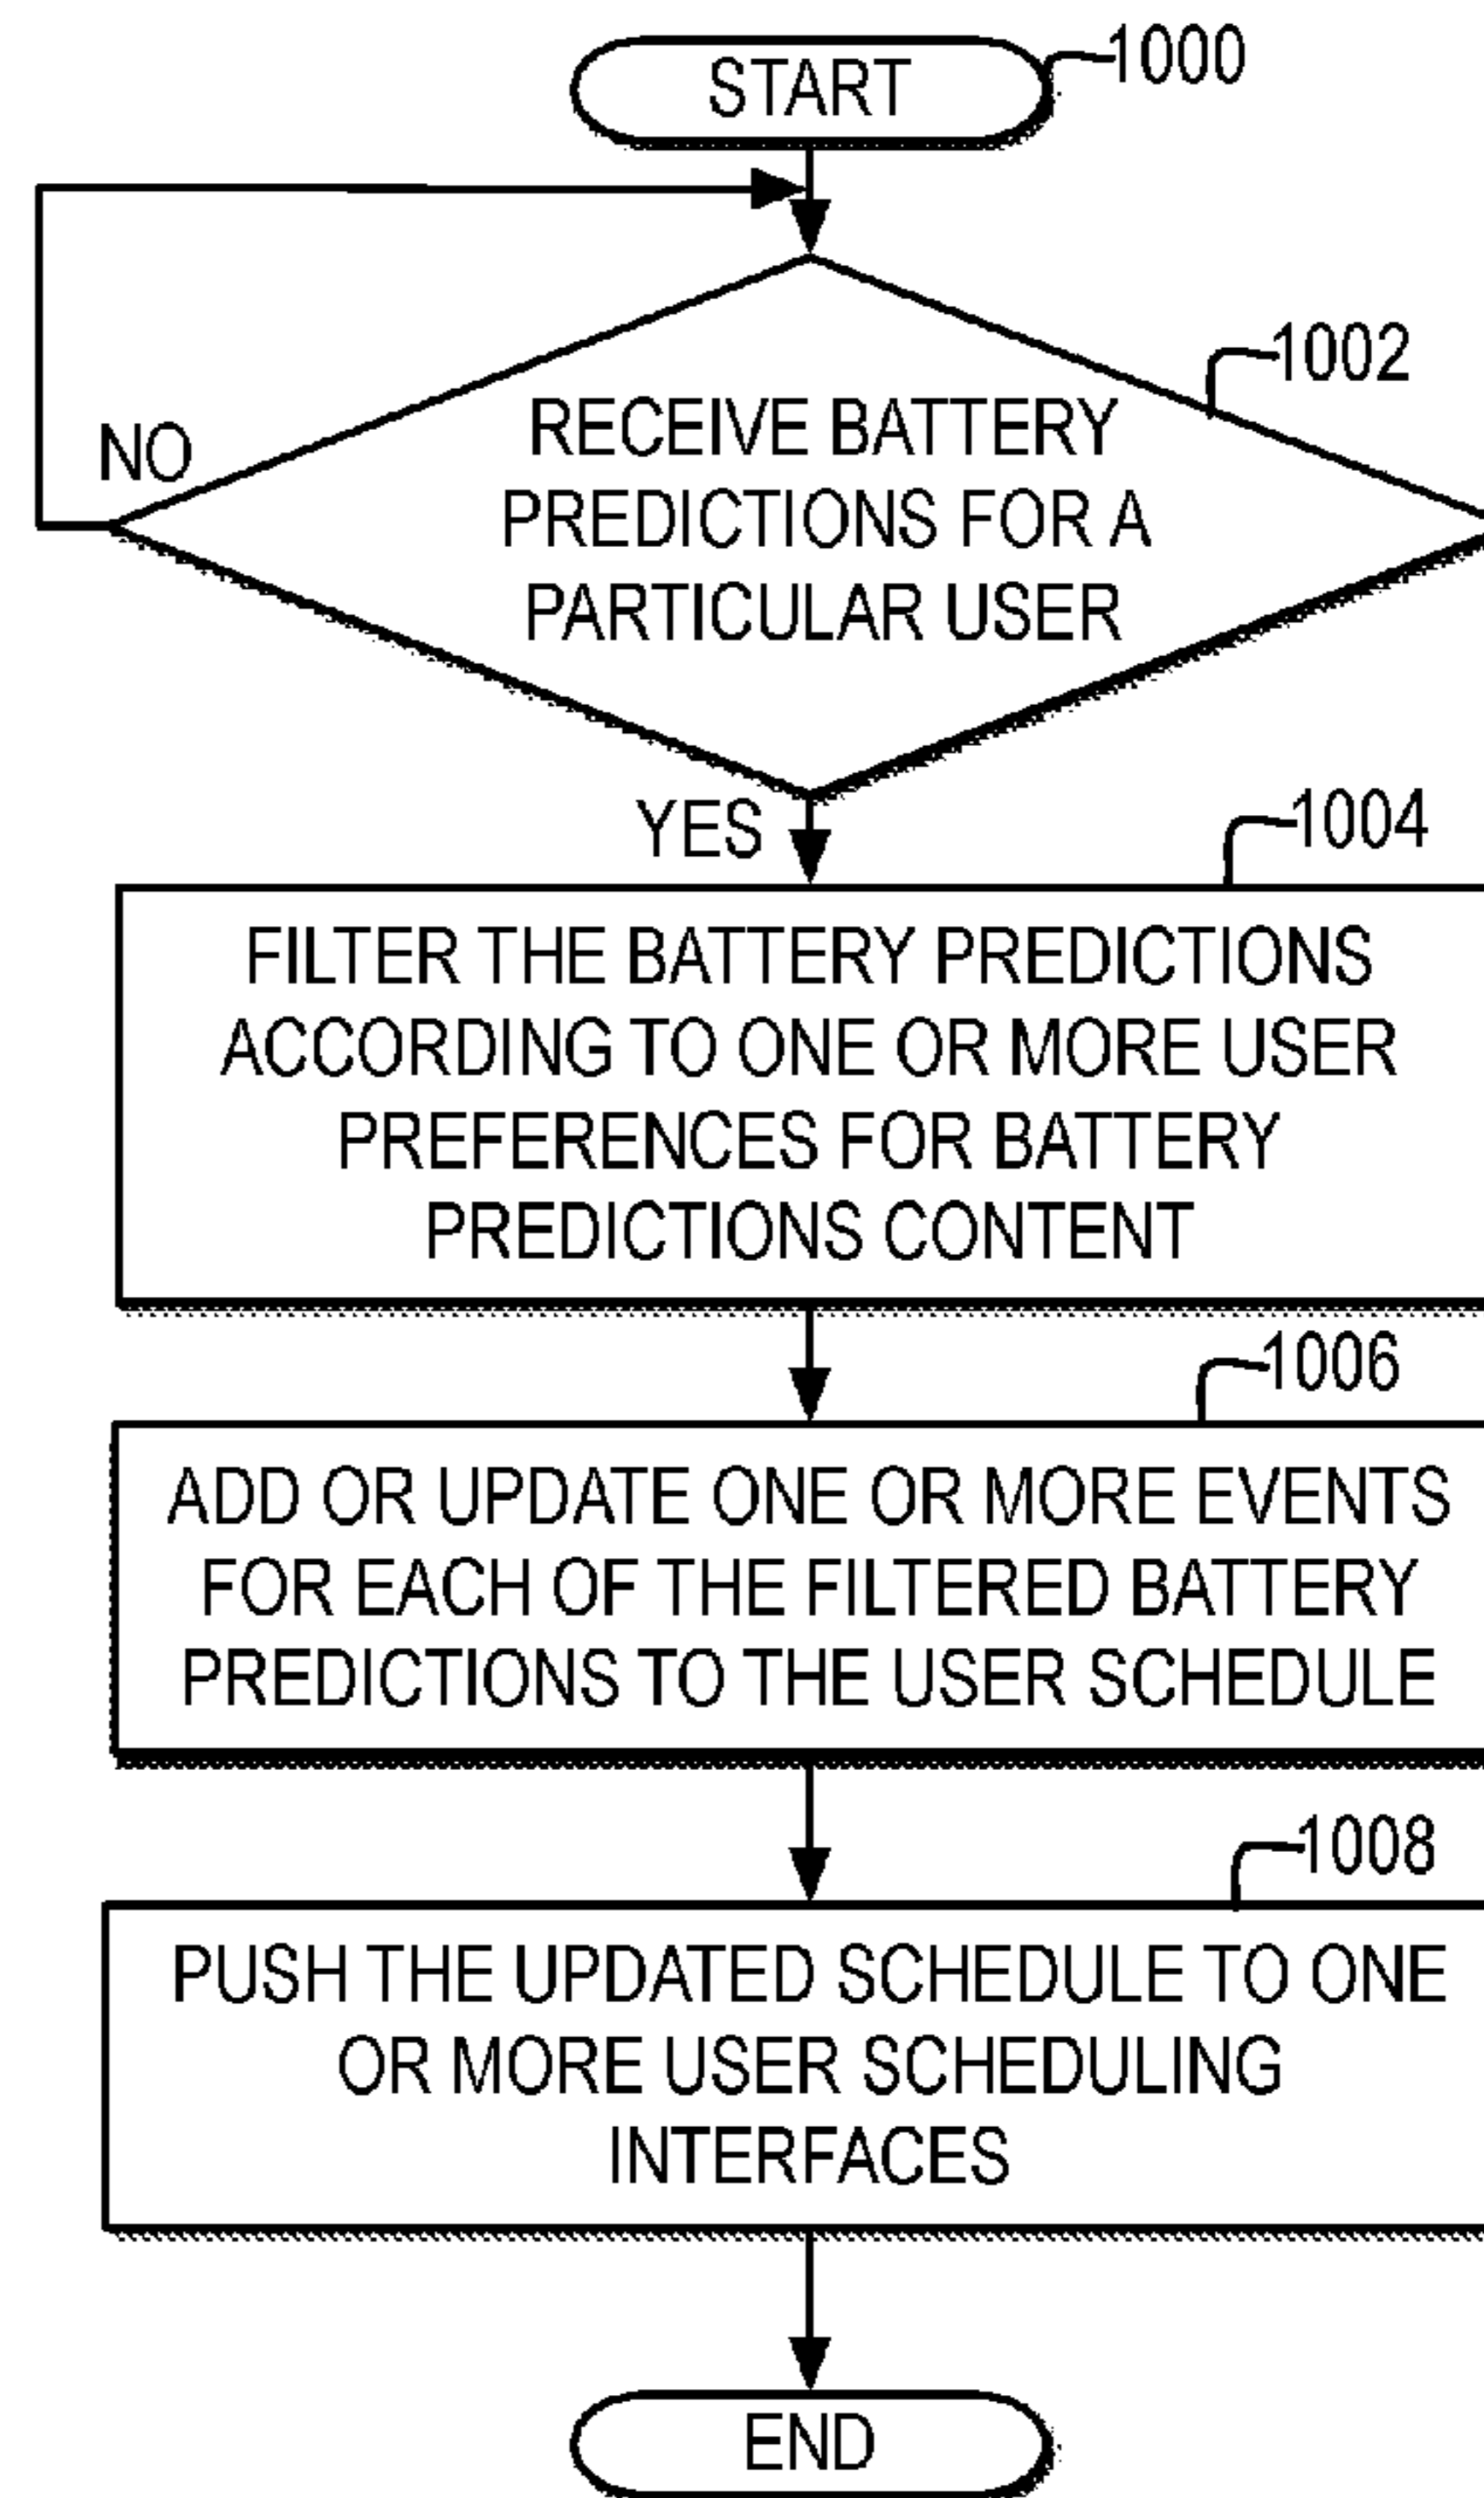 START
1000
1002
NO
RECEIVE BATTERY
PREDICTIONS FOR A
PARTICULAR USER
YES
1004
FILTER THE BATTERY PREDICTIONS
ACCORDING TO ONE OR MORE USER
PREFERENCES FOR BATTERY
PREDICTIONS CONTENT
1006
ADD OR UPDATE ONE OR MORE EVENTS
FOR EACH OF THE FILTERED BATTERY
PREDICTIONS TO THE USER SCHEDULE
1008
PUSH THE UPDATED SCHEDULE TO ONE
OR MORE USER SCHEDULING
INTERFACES
END